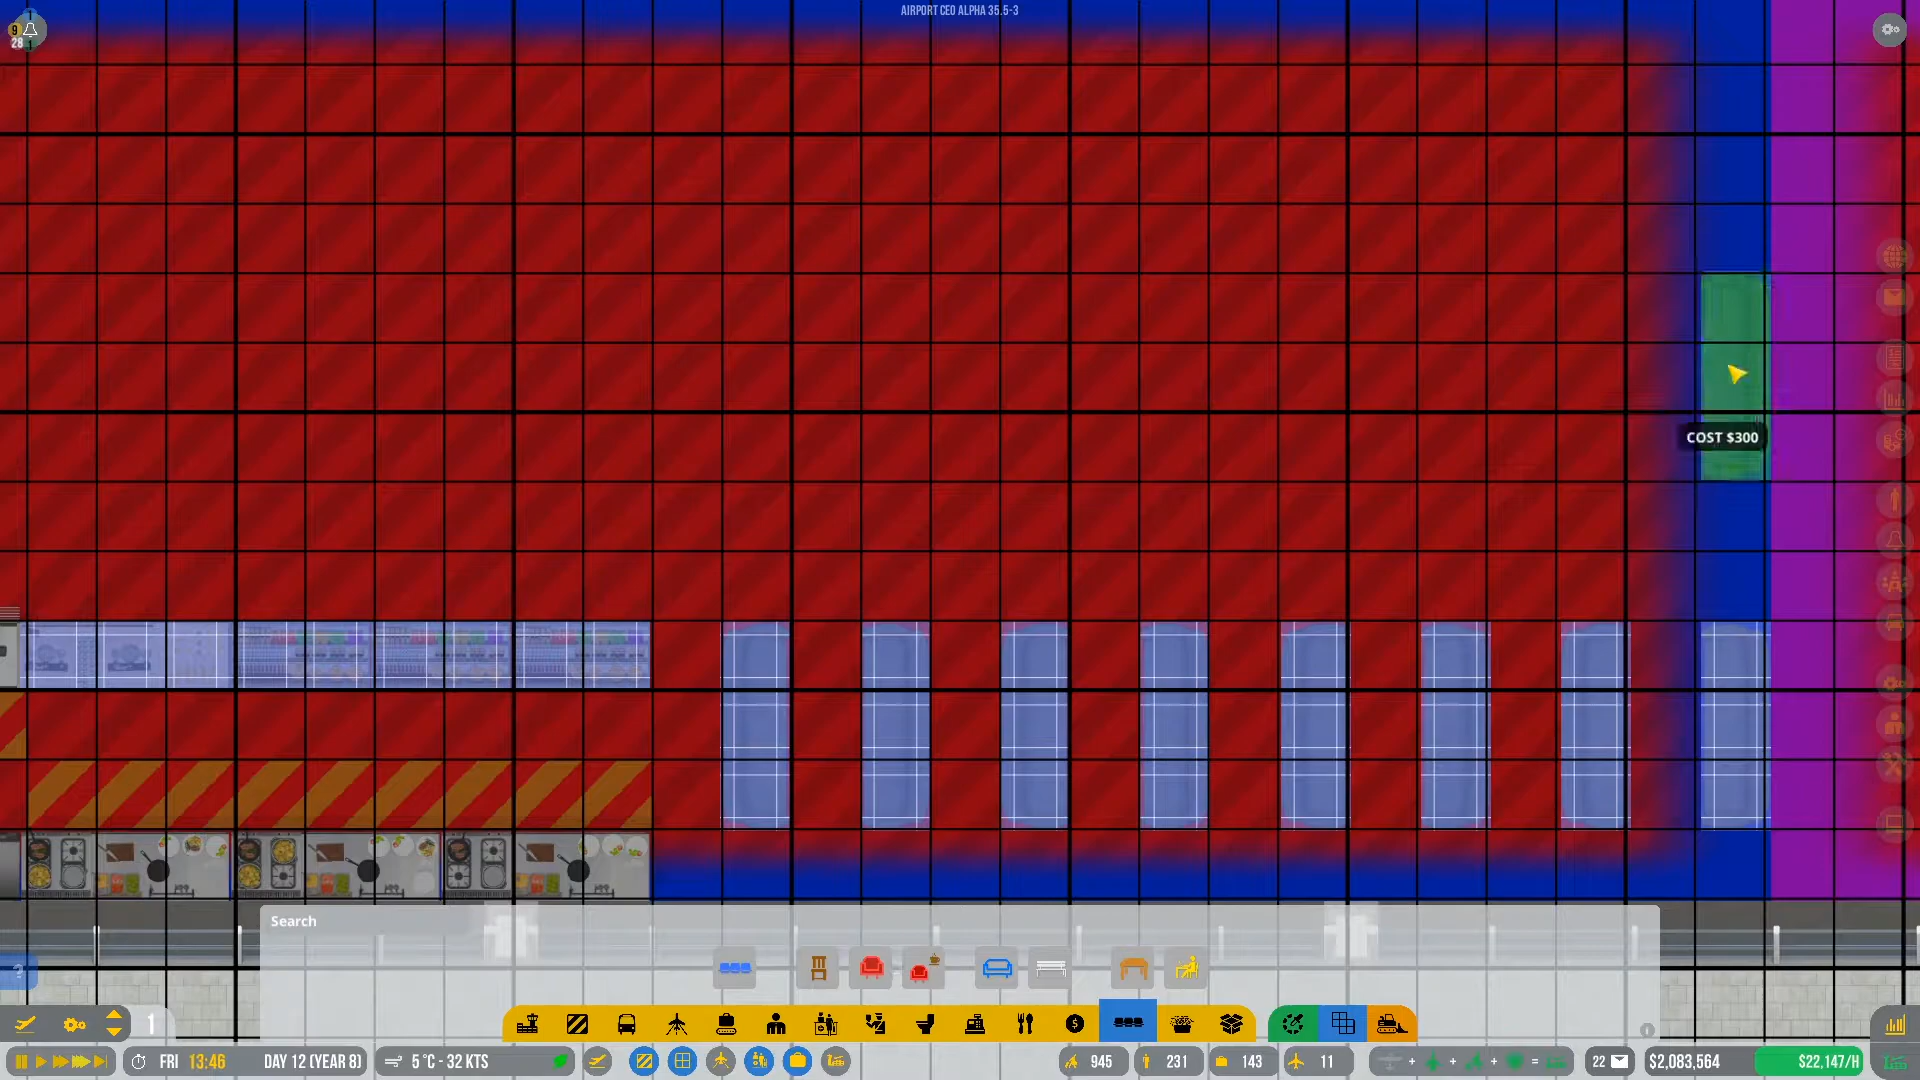 AIRPORT CEO ALPHA 35.5-3
28
COST $300
Search
1
FRI 13:46 DAY 12 (YEAR 8)
5 °C - 32 KTS
945
231
143
11
+ + + =
22
$2,083,564
$22,147/H